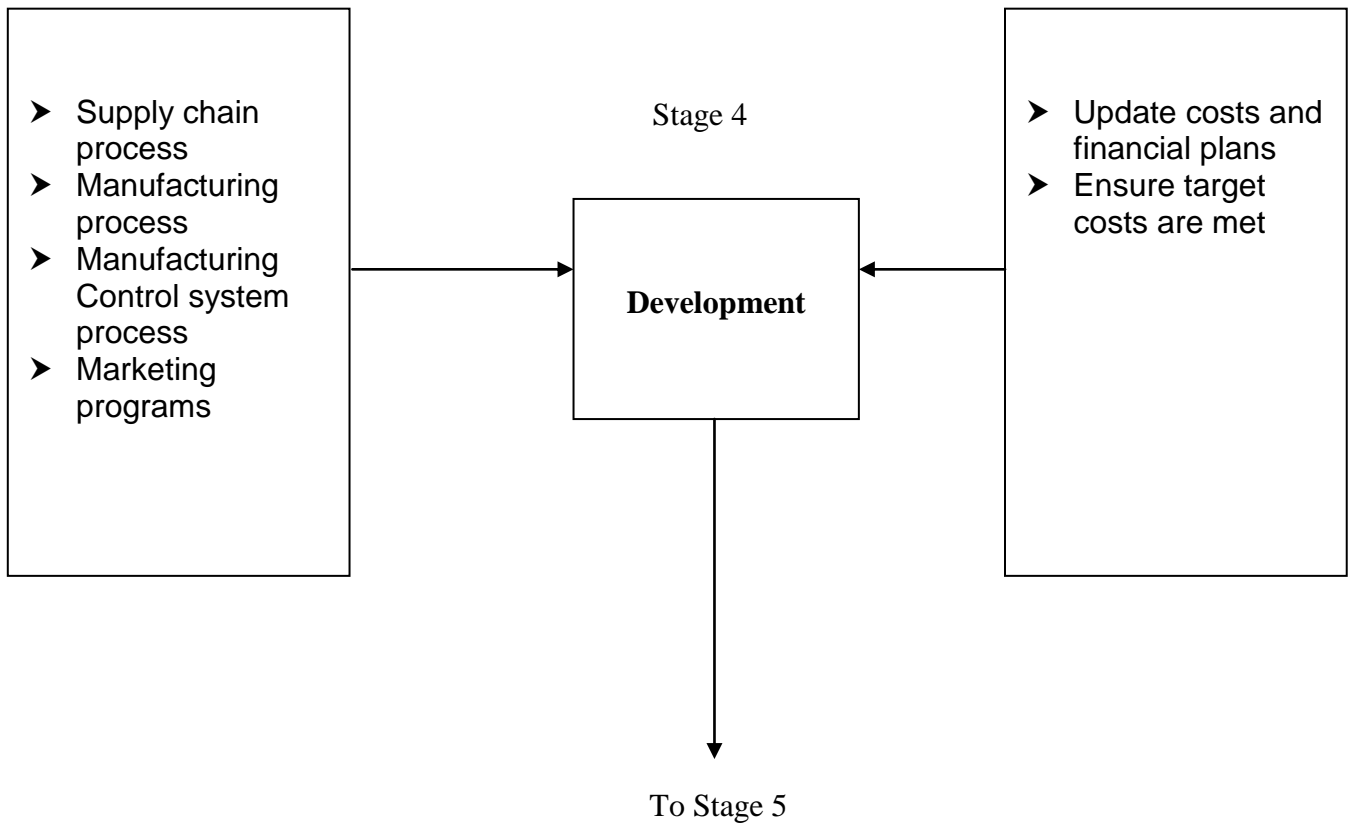 ➤ Supply chain
process
➤ Manufacturing
process
➤ Manufacturing
Control system
process
➤ Marketing
programs
Stage 4
Development
➤ Update costs and
financial plans
➤ Ensure target
costs are met
To Stage 5